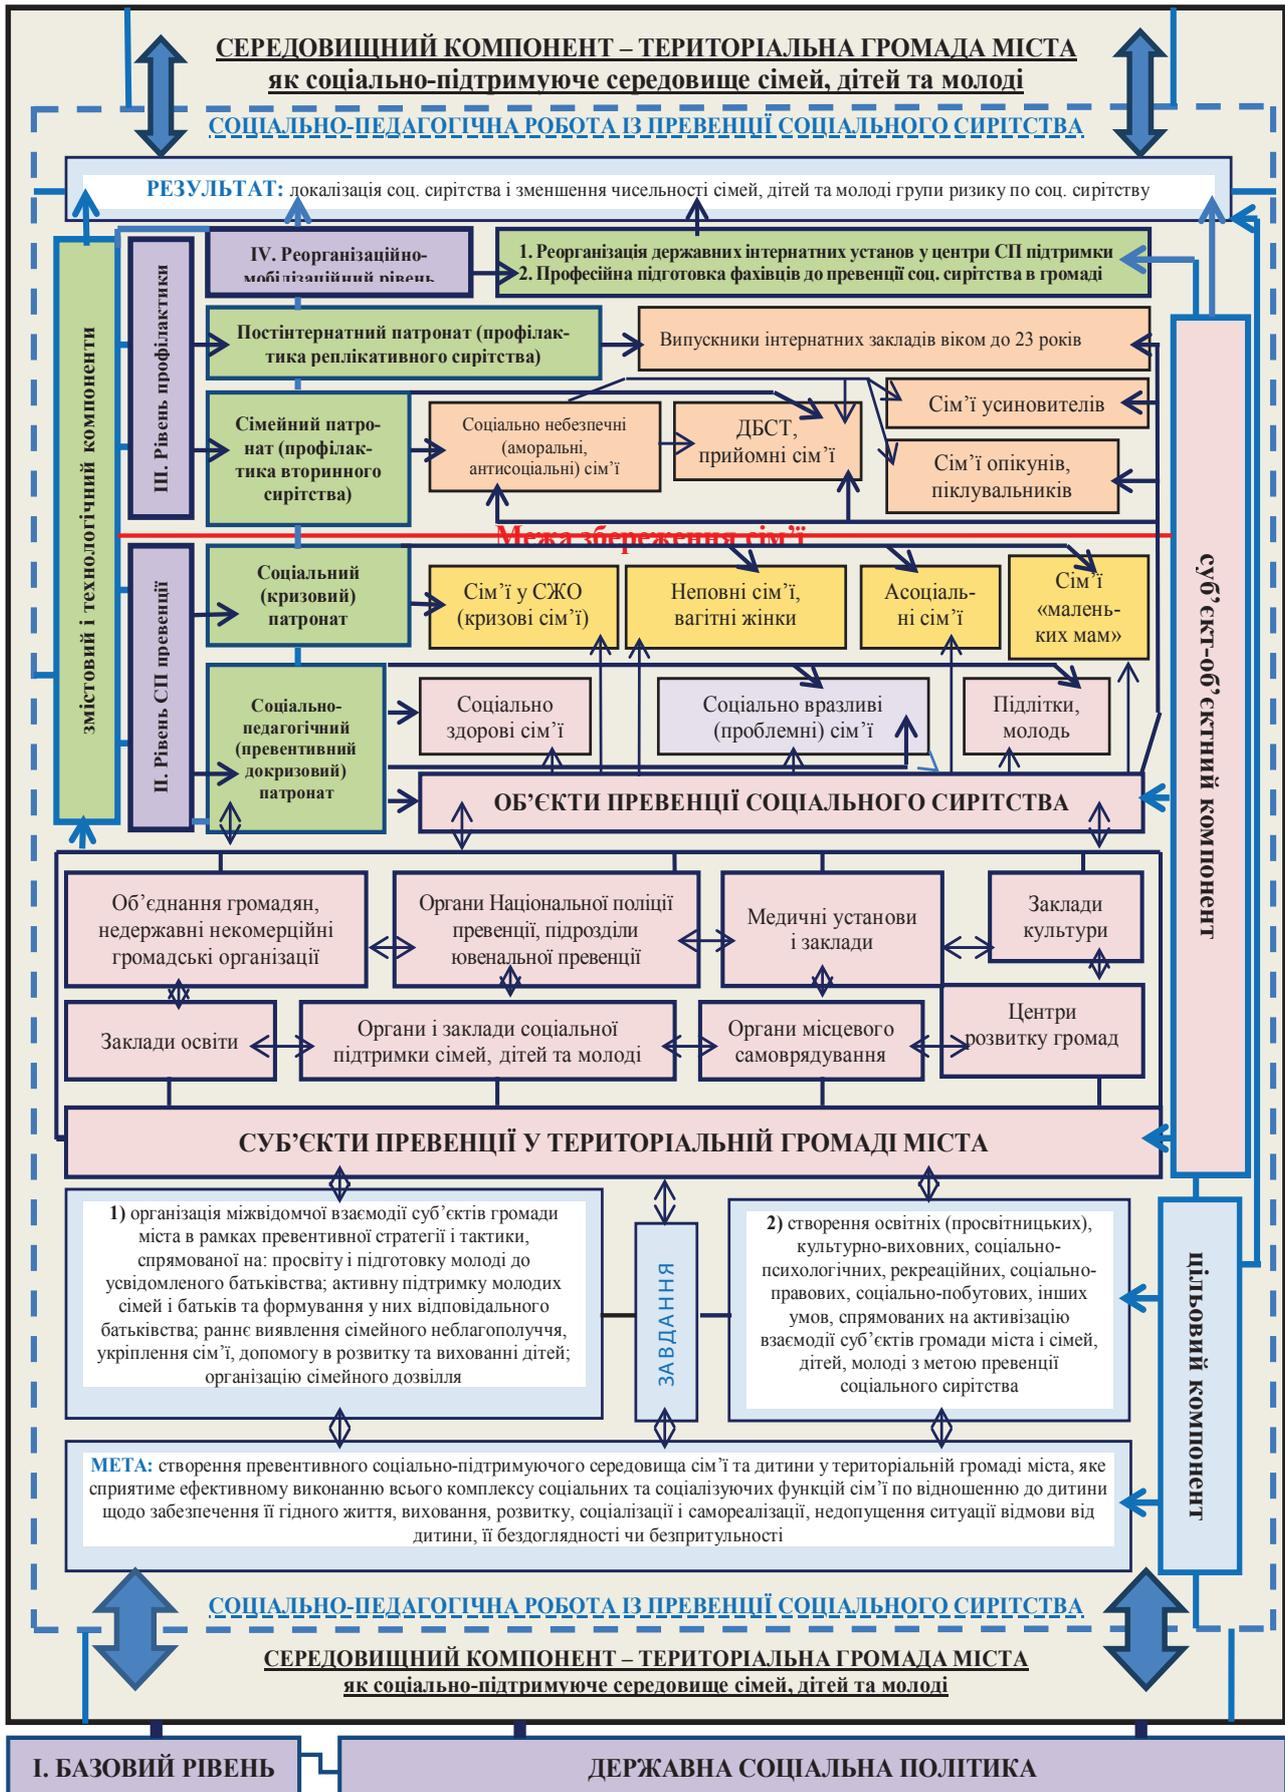 СЕРЕДОВИЩНИЙ КОМПОНЕНТ – ТЕРИТОРІАЛЬНА ГРОМАДА МІСТА
як соціально-підтримуюче середовище сімей, дітей та молоді
СОЦІАЛЬНО-ПЕДАГОГІЧНА РОБОТА ІЗ ПРЕВЕНЦІЇ СОЦІАЛЬНОГО СИРІТСТВА
РЕЗУЛЬТАТ: локалізація соц. сирітства і зменшення чисельності сімей, дітей та молоді групи ризику по соц. сирітству
змістовий і технологічний компоненти
ІІІ. Рівень профілактики
IV. Реорганізаційно-
мобілізаційний рівень
1. Реорганізація державних інтернатних установ у центри СП підтримки
2. Професійна підготовка фахівців до превенції соц. сирітства в громаді
Постінтернатний патронат (профілак-
тика реплікативного сирітства)
Випускники інтернатних закладів віком до 23 років
Сімейний патро-
нат (профілак-
тика вторинного
сирітства)
Соціально небезпечні
(аморальні,
антисоціальні) сім’ї
ДБСТ,
прийомні сім’ї
Сім’ї усиновителів
Сім’ї опікунів,
піклувальників
Межа збереження сім’ї
ІІ. Рівень СП превенції
Соціальний
(кризовий)
патронат
Сім’ї у СЖО
(кризові сім’ї)
Неповні сім’ї,
вагітні жінки
Асоціаль-
ні сім’ї
Сім’ї
«малень-
ких мам»
Соціально-
педагогічний
(превентивний
докризовий)
патронат
Соціально
здорові сім’ї
Соціально вразливі
(проблемні) сім’ї
Підлітки,
молодь
ОБ’ЄКТИ ПРЕВЕНЦІЇ СОЦІАЛЬНОГО СИРІТСТВА
суб’єкт-об’єктний компонент
Об’єднання громадян,
недержавні некомерційні
громадські організації
Органи Національної поліції
превенції, підрозділи
ювенальної превенції
Медичні установи
і заклади
Заклади
культури
Заклади освіти
Органи і заклади соціальної
підтримки сімей, дітей та молоді
Органи місцевого
самоврядування
Центри
розвитку громад
СУБ’ЄКТИ ПРЕВЕНЦІЇ У ТЕРИТОРІАЛЬНІЙ ГРОМАДІ МІСТА
1) організація міжвідомчої взаємодії суб’єктів громади
міста в рамках превентивної стратегії і тактики,
спрямованої на: просвіту і підготовку молоді до
усвідомленого батьківства; активну підтримку молодих
сімей і батьків та формування у них відповідального
батьківства; раннє виявлення сімейного неблагополуччя,
укріплення сім’ї, допомогу в розвитку та вихованні дітей;
організацію сімейного дозвілля
ЗАВДАННЯ
2) створення освітніх (просвітницьких),
культурно-виховних, соціально-
психологічних, рекреаційних, соціально-
правових, соціально-побутових, інших
умов, спрямованих на активізацію
взаємодії суб’єктів громади міста і сімей,
дітей, молоді з метою превенції
соціального сирітства
цільовий компонент
МЕТА: створення превентивного соціально-підтримуючого середовища сім’ї та дитини у територіальній громаді міста, яке
сприятиме ефективному виконанню всього комплексу соціальних та соціалізуючих функцій сім’ї по відношенню до дитини
щодо забезпечення її гідного життя, виховання, розвитку, соціалізації і самореалізації, недопущення ситуації відмови від
дитини, її бездоглядності чи безпритульності
СОЦІАЛЬНО-ПЕДАГОГІЧНА РОБОТА ІЗ ПРЕВЕНЦІЇ СОЦІАЛЬНОГО СИРІТСТВА
СЕРЕДОВИЩНИЙ КОМПОНЕНТ – ТЕРИТОРІАЛЬНА ГРОМАДА МІСТА
як соціально-підтримуюче середовище сімей, дітей та молоді
І. БАЗОВИЙ РІВЕНЬ
ДЕРЖАВНА СОЦІАЛЬНА ПОЛІТИКА